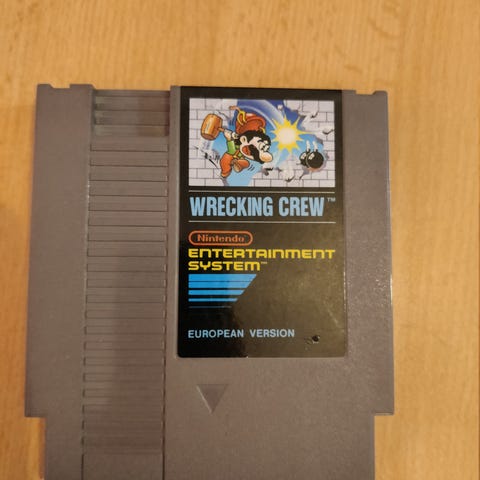 WRECKING CREW™
Nintendo
ENTERTAINMENT
SYSTEM™
EUROPEAN VERSION